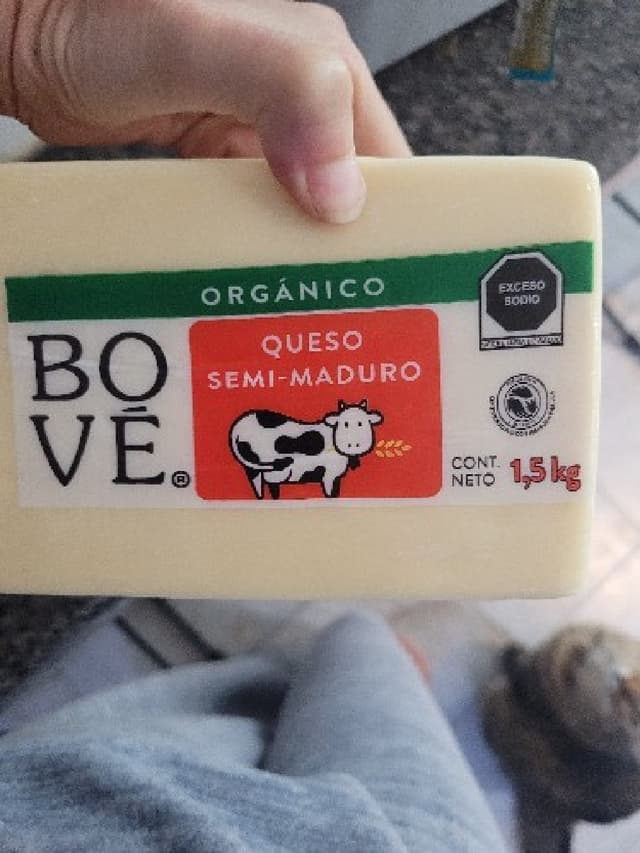 ORGÁNICO
BO
VÉ®
QUESO
SEMI-MADURO
EXCESO
SODIO
CONT.
NETO
1,5 kg